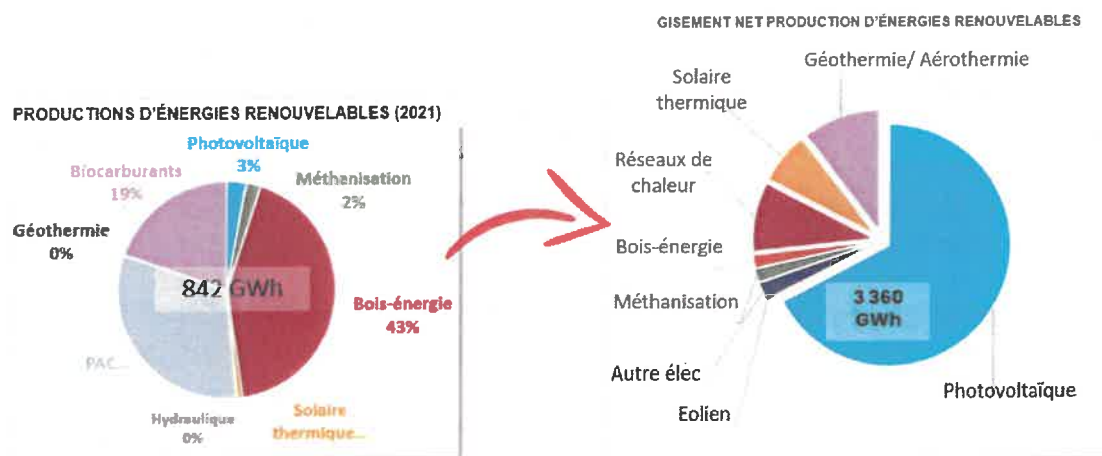 PRODUCTIONS D'ÉNERGIES RENOUVELABLES (2021)
Photovoltaïque
3%
Biocarburants
19%
Méthanisation
2%
Géothermie
0%
842 GWh
Bois-énergie
43%
PAC...
Hydraulique
0%
Solaire
thermique...
GISEMENT NET PRODUCTION D'ÉNERGIES RENOUVELABLES
Géothermie/ Aérothermie
Solaire
thermique
Réseaux de
chaleur
Bois-énergie
Méthanisation
3 360
GWh
Autre élec
Eolien
Photovoltaïque